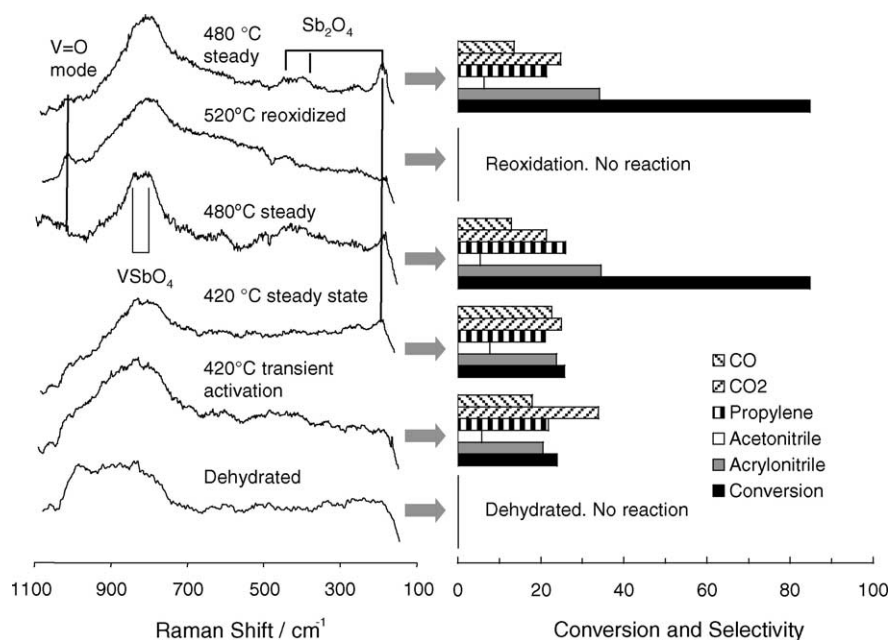 V=O
mode
480 °C
steady
Sb₂O₄
520°C reoxidized
480°C steady
VSbO₄
420 °C steady state
420°C transient
activation
Dehydrated
1100 900 700 500 300 100
Raman Shift / cm⁻¹
Reoxidation. No reaction
Dehydrated. No reaction
CO
CO2
Propylene
Acetonitrile
Acrylonitrile
Conversion
0 20 40 60 80 100
Conversion and Selectivity